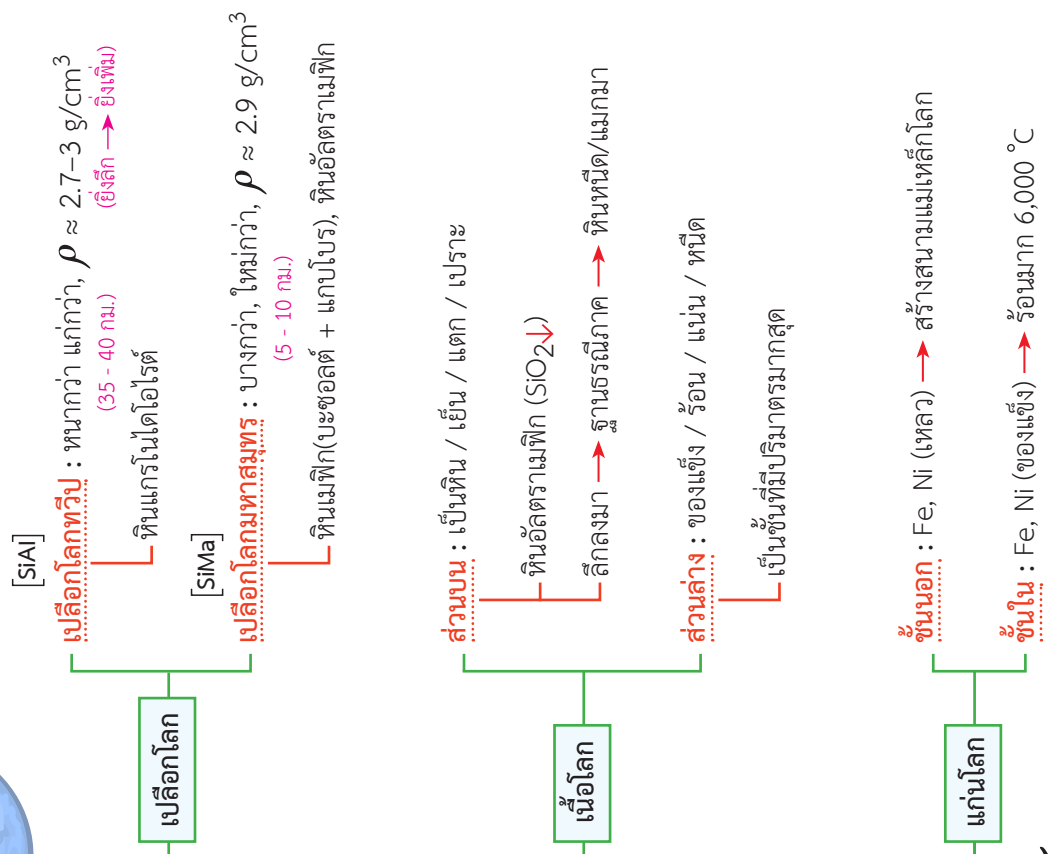 เปลือกโลก
[SiAl]
เปลือกโลกทวีป : หนากว่า แก่กว่า, ρ ≈ 2.7–3 g/cm³
(35 - 40 กม.) (ยิ่งลึก → ยิ่งเพิ่ม)
หินแกรโนไดโอไรต์
[SiMa]
เปลือกโลกมหาสมุทร : บางกว่า, ใหม่กว่า, ρ ≈ 2.9 g/cm³
(5 - 10 กม.)
หินเมฟิก(บะซอลต์ + แกบโบร), หินอัลตราเมฟิก
เนื้อโลก
ส่วนบน : เป็นหิน / เย็น / แตก / เปราะ
หินอัลตราเมฟิก (SiO₂↓)
ลึกลงมา → ฐานธรณีภาค → หินหนืด/แมกมา
ส่วนล่าง : ของแข็ง / ร้อน / แน่น / หนืด
เป็นชั้นที่มีปริมาตรมากสุด
แก่นโลก
ชั้นนอก : Fe, Ni (เหลว) → สร้างสนามแม่เหล็กโลก
ชั้นใน : Fe, Ni (ของแข็ง) → ร้อนมาก 6,000 °C